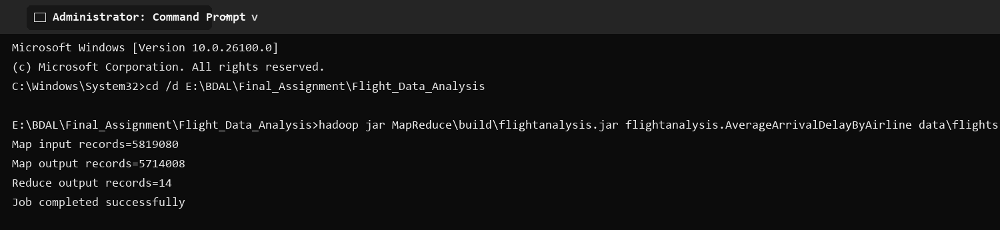 Administrator: Command Prompt v
Microsoft Windows [Version 10.0.26100.0]
(c) Microsoft Corporation. All rights reserved.
C:\Windows\System32>cd /d E:\BDAL\Final_Assignment\Flight_Data_Analysis
E:\BDAL\Final_Assignment\Flight_Data_Analysis>hadoop jar MapReduce\build\flightanalysis.jar flightanalysis.AverageArrivalDelayByAirline data\flights
Map input records=5819080
Map output records=5714008
Reduce output records=14
Job completed successfully